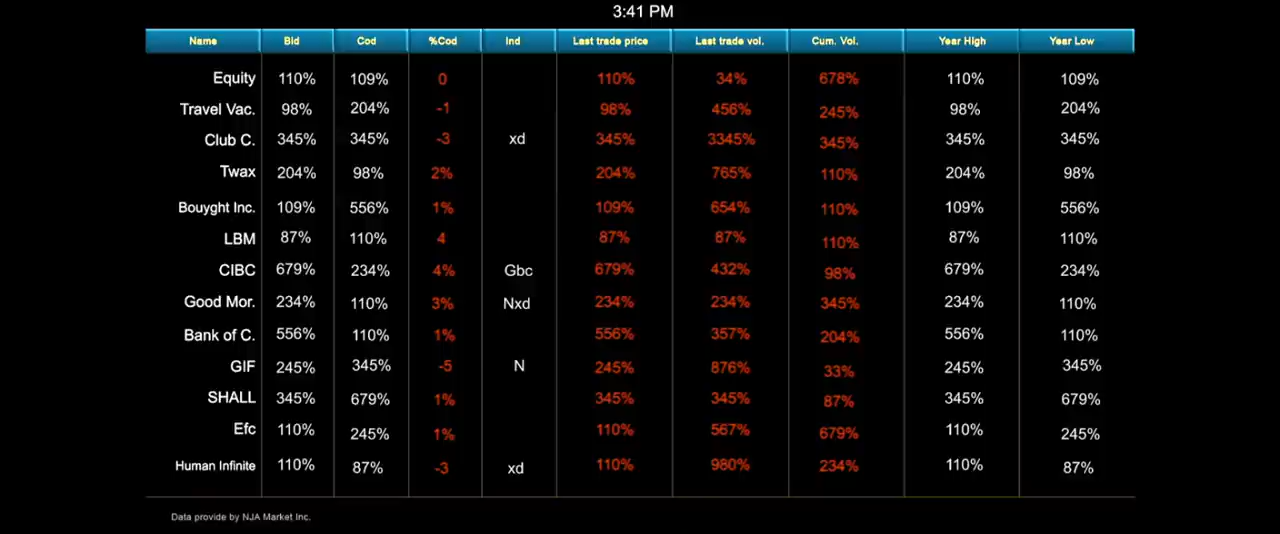 3:41 PM
Name Bid Cod %Cod Ind Last trade price Last trade vol. Cum. Vol. Year High Year Low
Equity 110% 109% 0 110% 34% 678% 110% 109%
Travel Vac. 98% 204% -1 98% 456% 245% 98% 204%
Club C. 345% 345% -3 xd 345% 3345% 345% 345% 345%
Twax 204% 98% 2% 204% 765% 110% 204% 98%
Bouyght Inc. 109% 556% 1% 109% 654% 110% 109% 556%
LBM 87% 110% 4 87% 87% 110% 87% 110%
CIBC 679% 234% 4% Gbc 679% 432% 98% 679% 234%
Good Mor. 234% 110% 3% Nxd 234% 234% 345% 234% 110%
Bank of C. 556% 110% 1% 556% 357% 204% 556% 110%
GIF 245% 345% -5 N 245% 876% 33% 245% 345%
SHALL 345% 679% 1% 345% 345% 87% 345% 679%
Efc 110% 245% 1% 110% 567% 679% 110% 245%
Human Infinite 110% 87% -3 xd 110% 980% 234% 110% 87%
Data provide by NJA Market Inc.